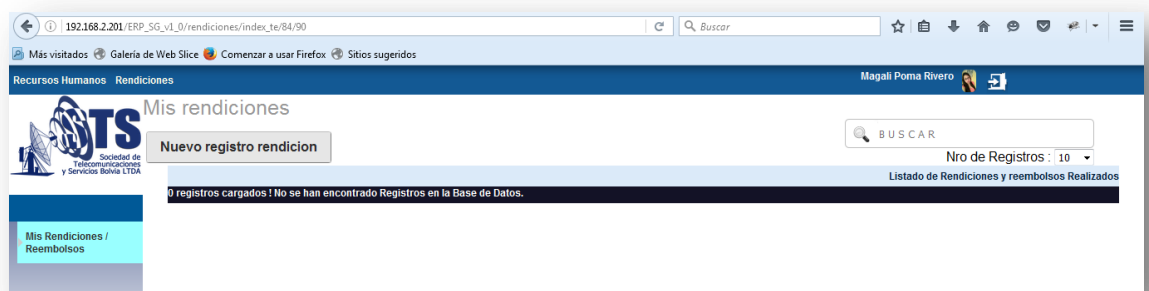 192.168.2.201/ERP_SG_v1_0/rendiciones/index_te/84/90
Buscar
Más visitados Galería de Web Slice Comenzar a usar Firefox Sitios sugeridos
Recursos Humanos Rendiciones
Magali Poma Rivero
STS
Sociedad de
Telecomunicaciones
y Servicios Bolvia LTDA
Mis rendiciones
Nuevo registro rendicion
BUSCAR
Nro de Registros : 10
Listado de Rendiciones y reembolsos Realizados
0 registros cargados ! No se han encontrado Registros en la Base de Datos.
Mis Rendiciones /
Reembolsos